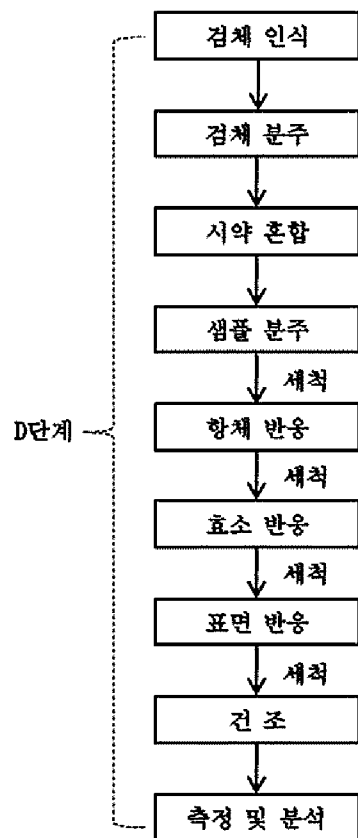 검체 인식
검체 분주
시약 혼합
샘플 분주
세척
D단계
항체 반응
세척
효소 반응
세척
표면 반응
세척
건 조
측정 및 분석